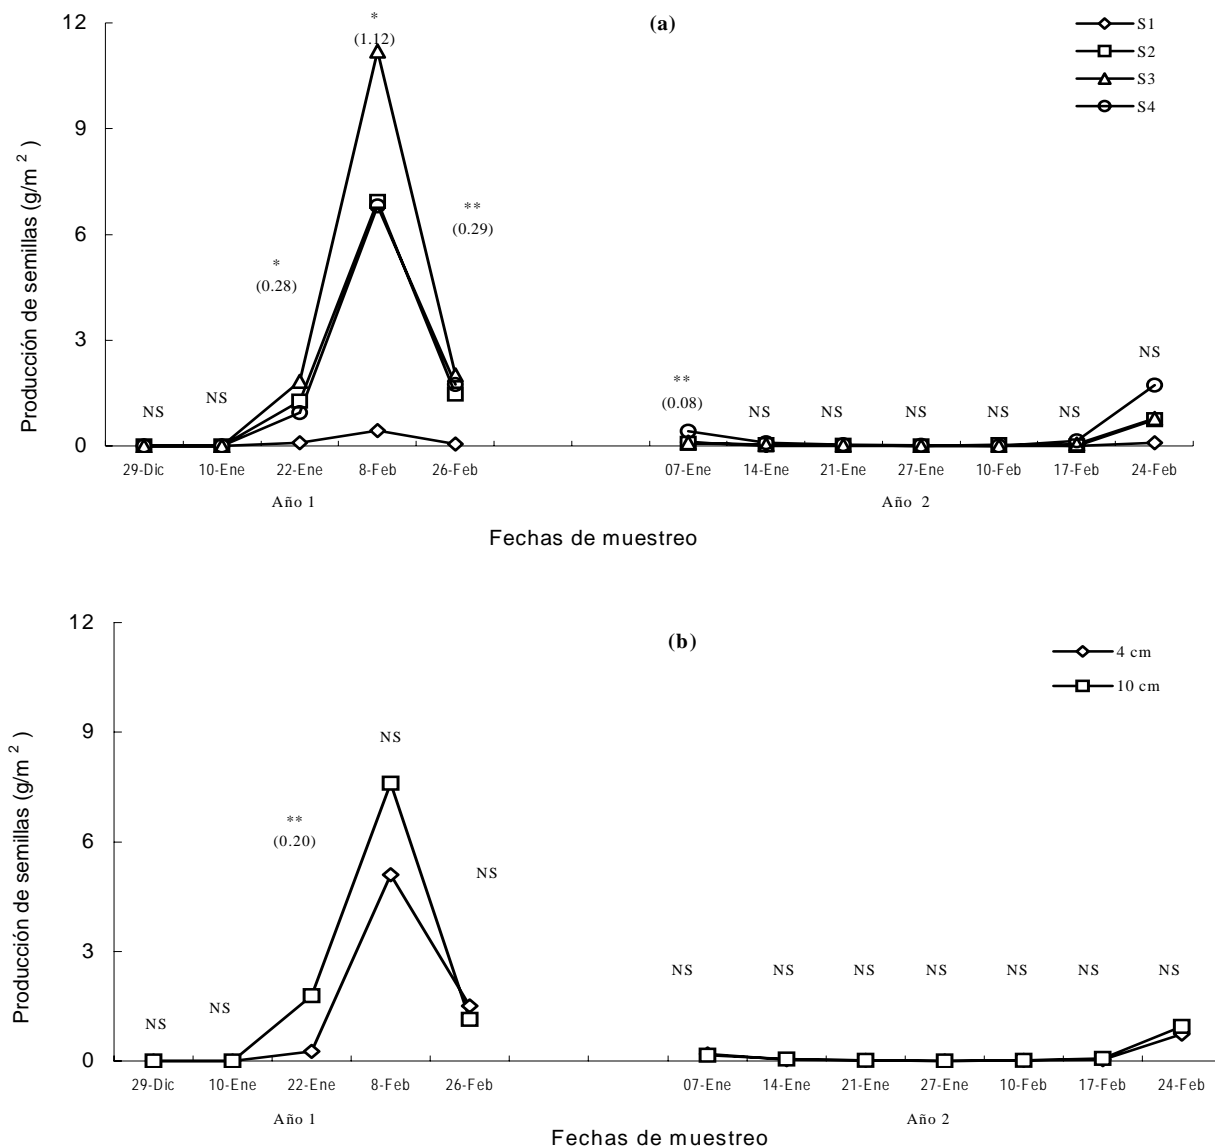 12
9
6
3
0
Producción de semillas (g/m 2 )
(a)
S1
S2
S3
S4
*
(1.12)
**
(0.29)
*
(0.28)
NS
NS
**
(0.08)
NS
NS
NS
NS
NS
NS
29-Dic 10-Ene 22-Ene 8-Feb 26-Feb 07-Ene 14-Ene 21-Ene 27-Ene 10-Feb 17-Feb 24-Feb
Año 1 Año 2
Fechas de muestreo
12
9
6
3
0
Producción de semillas (g/m 2 )
(b)
4 cm
10 cm
NS
**
(0.20)
NS
NS
NS
NS NS NS NS NS NS NS
29-Dic 10-Ene 22-Ene 8-Feb 26-Feb 07-Ene 14-Ene 21-Ene 27-Ene 10-Feb 17-Feb 24-Feb
Año 1 Año 2
Fechas de muestreo